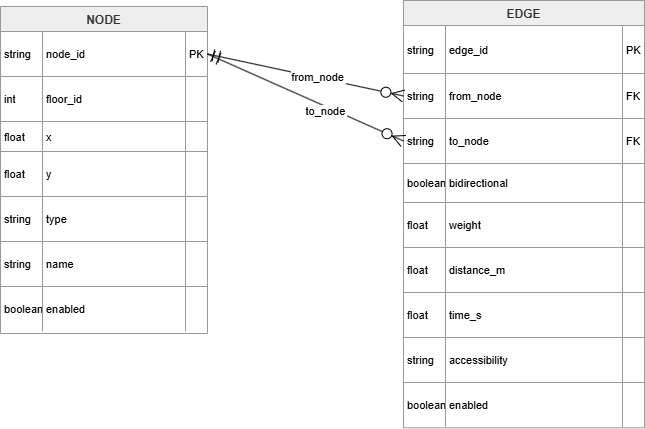 NODE
string node_id PK
int floor_id
float x
float y
string type
string name
boolean enabled
from_node
to_node
EDGE
string edge_id PK
string from_node FK
string to_node FK
boolean bidirectional
float weight
float distance_m
float time_s
string accessibility
boolean enabled